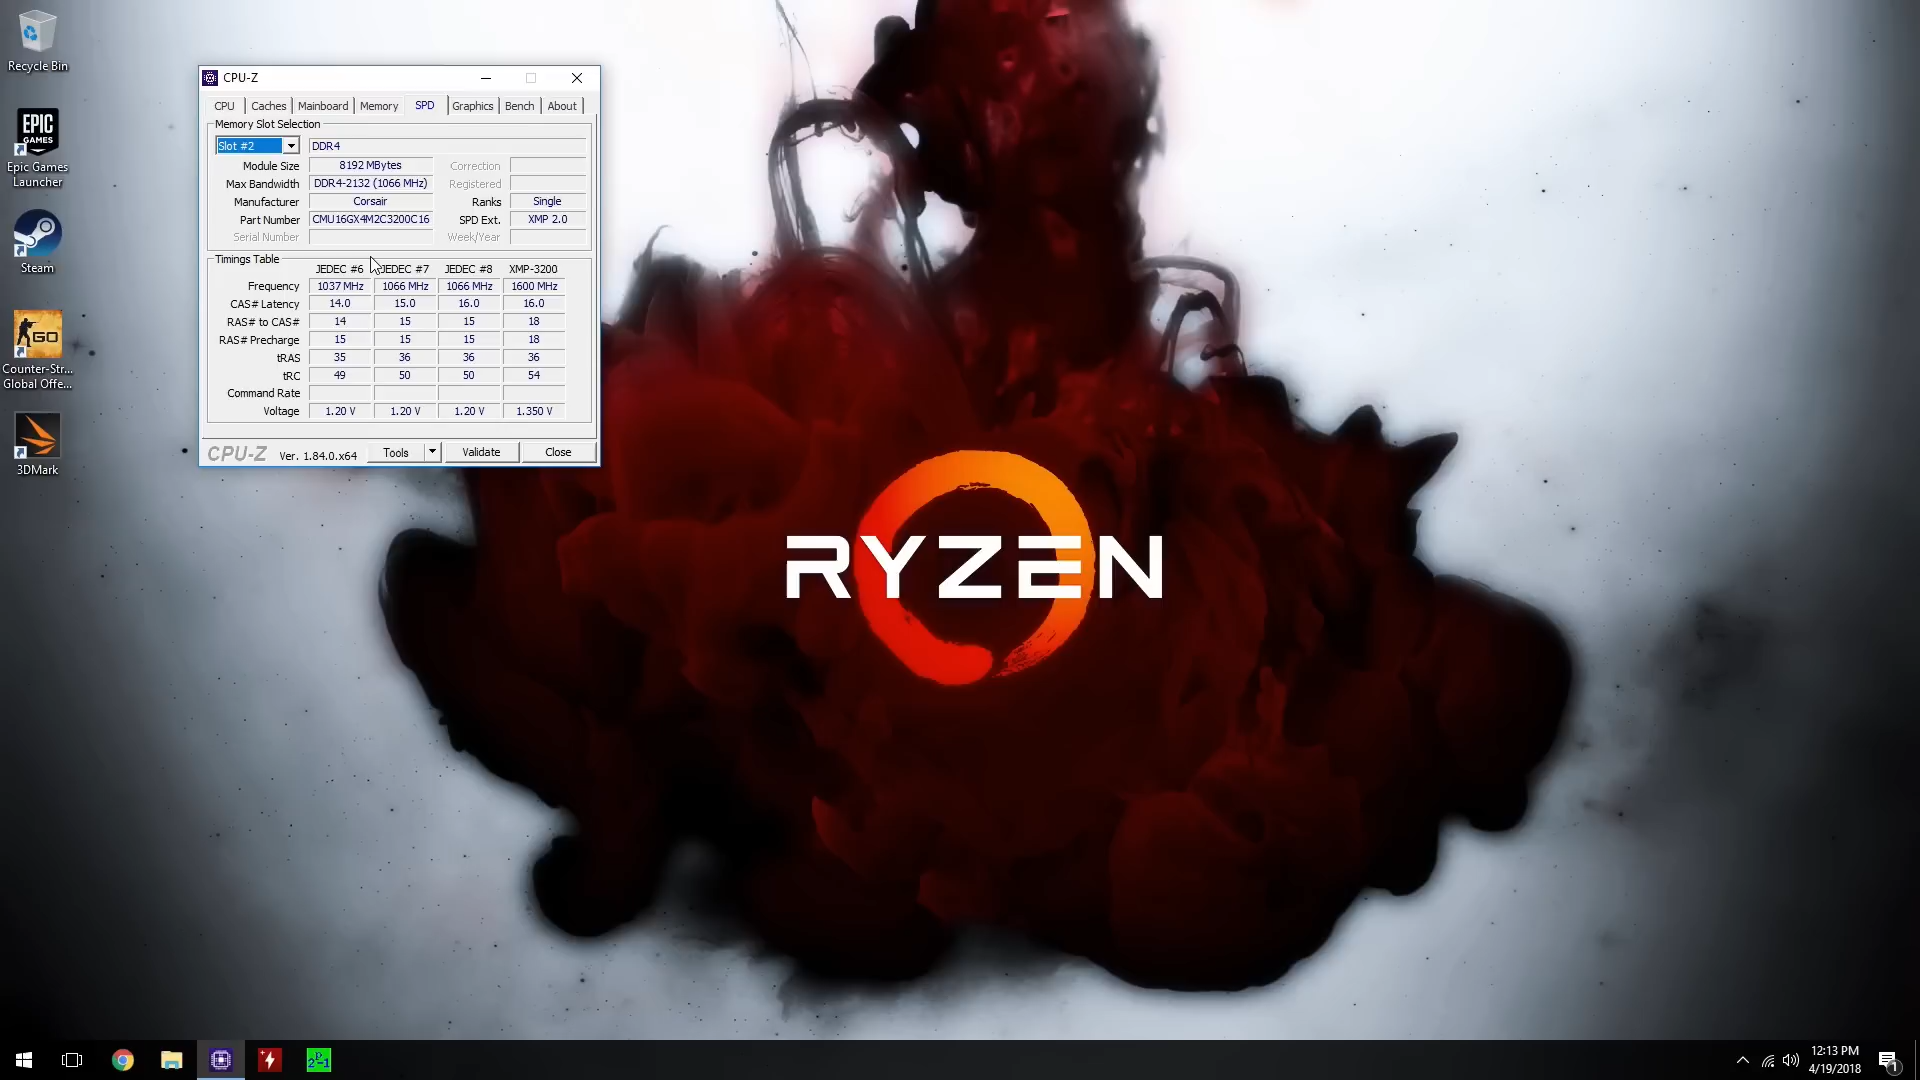 Recycle Bin
EPIC
GAMES
Epic Games
Launcher
Steam
GO
Counter-Str...
Global Offe...
3DMark
CPU-Z
CPU Caches Mainboard Memory SPD Graphics Bench About
Memory Slot Selection
Slot #2 DDR4
Module Size 8192 MBytes Correction
Max Bandwidth DDR4-2132 (1066 MHz) Registered
Manufacturer Corsair Ranks Single
Part Number CMU16GX4M2C3200C16 SPD Ext. XMP 2.0
Serial Number Week/Year
Timings Table
JEDEC #6 JEDEC #7 JEDEC #8 XMP-3200
Frequency 1037 MHz 1066 MHz 1066 MHz 1600 MHz
CAS# Latency 14.0 15.0 16.0 16.0
RAS# to CAS# 14 15 15 18
RAS# Precharge 15 15 15 18
tRAS 35 36 36 36
tRC 49 50 50 54
Command Rate
Voltage 1.20 V 1.20 V 1.20 V 1.350 V
CPU-Z Ver. 1.84.0.x64 Tools Validate Close
RYZEN
P
2 -1
12:13 PM
4/19/2018
1